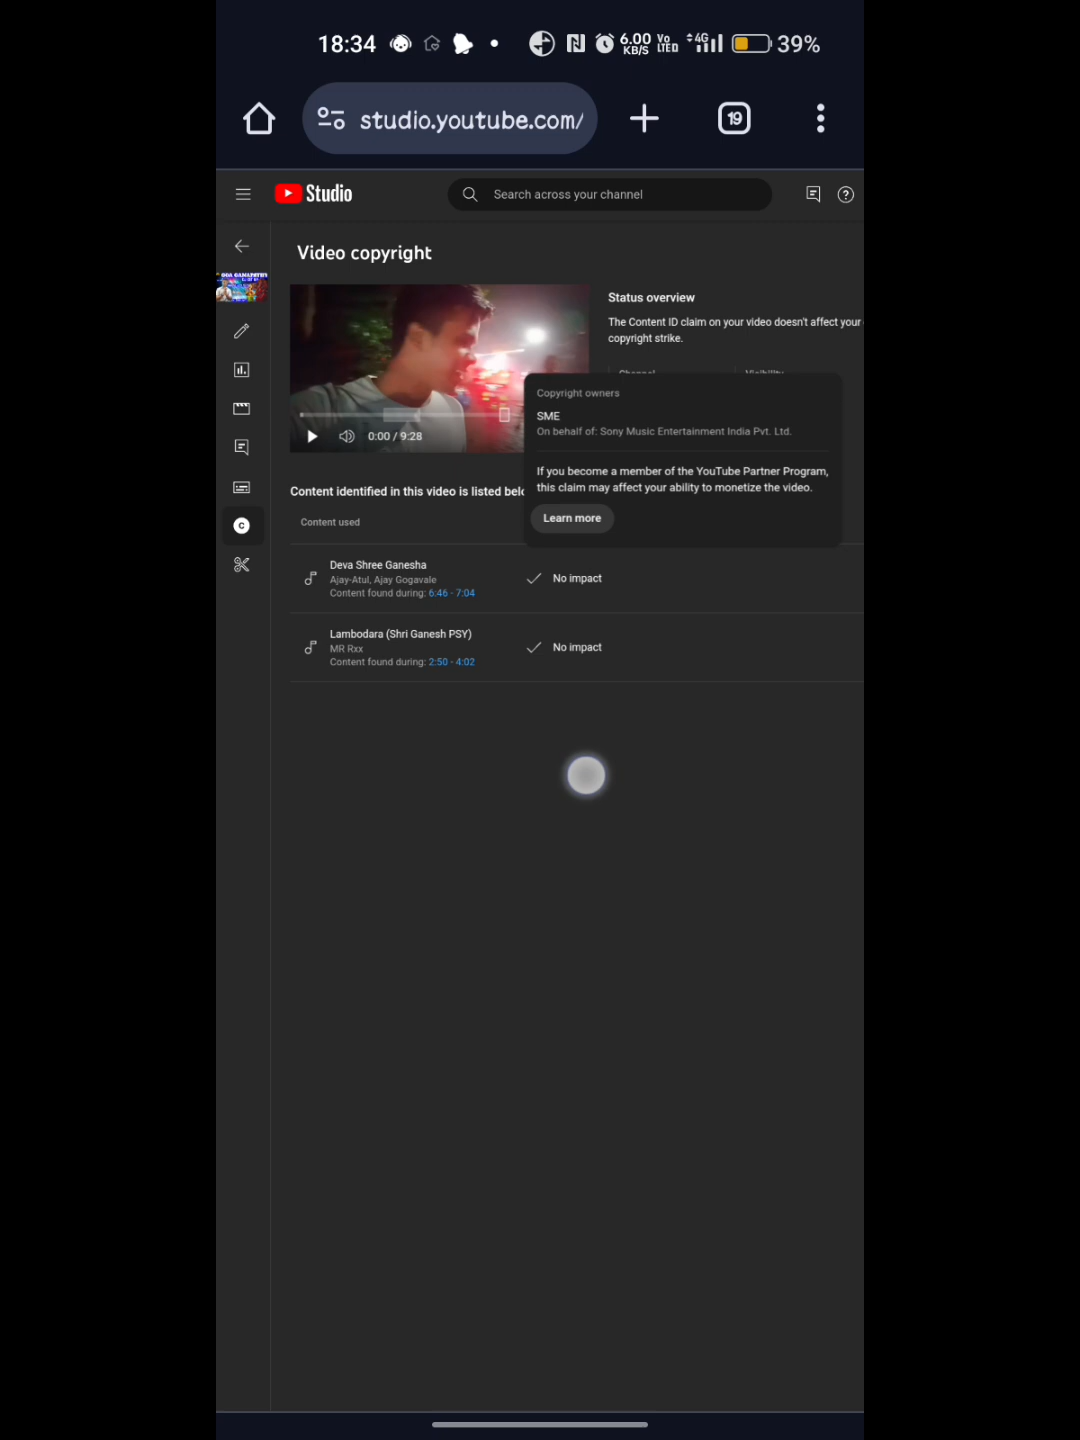 18:34
6.00
KB/S
Vo
LTED
4G
39%
studio.youtube.com/
19
Studio
Search across your channel
?
Video copyright
Status overview
The Content ID claim on your video doesn't affect your
copyright strike.
Copyright owners
SME
On behalf of: Sony Music Entertainment India Pvt. Ltd.
If you become a member of the YouTube Partner Program,
this claim may affect your ability to monetize the video.
Learn more
0:00 / 9:28
Content identified in this video is listed
Content used
Deva Shree Ganesha
Ajay-Atul, Ajay Gogavale
Content found during: 6:46 - 7:04
No impact
Lambodara (Shri Ganesh PSY)
MR Rxx
Content found during: 2:50 - 4:02
No impact